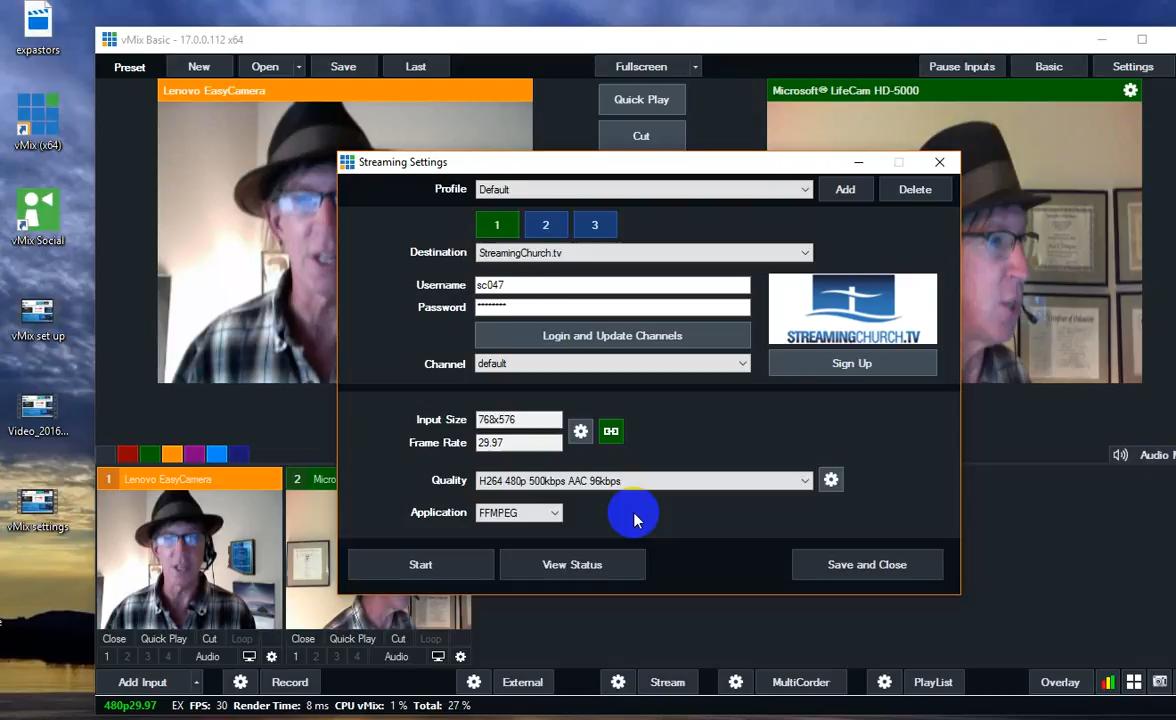 expastors
vMix Basic - 17.0.0.112 x64
Preset New Open Save Last Fullscreen Pause Inputs Basic Settings
Lenovo EasyCamera
Quick Play
Microsoft® LifeCam HD-5000
Cut
vMix (x64)
Streaming Settings
Profile Default Add Delete
1 2 3
vMix Social
Destination StreamingChurch.tv
Username sc047
Password ********
STREAMINGCHURCH.TV
vMix set up
Login and Update Channels
Channel default Sign Up
Input Size 768x576
Video_2016...
Frame Rate 29.97
Audio M
1 Lenovo EasyCamera 2 Micro
Quality H264 480p 500kbps AAC 96kbps
Application FFMPEG
vMix settings
Start View Status Save and Close
Close Quick Play Cut Loop Close Quick Play Cut Loop
1 2 3 4 Audio 1 2 3 4 Audio
Add Input Record External Stream MultiCorder PlayList Overlay
480p29.97 EX FPS: 30 Render Time: 8 ms CPU vMix: 1 % Total: 27 %